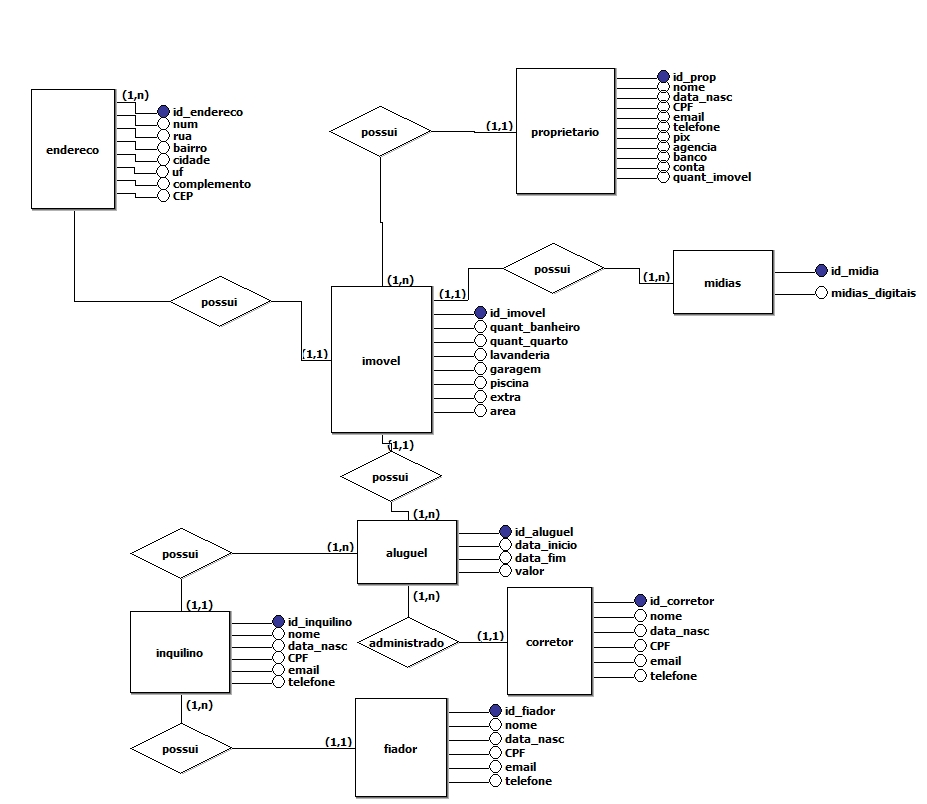 (1,n)
endereco
id_endereco
num
rua
bairro
cidade
uf
complemento
CEP
possui
(1,1)
proprietario
id_prop
nome
data_nasc
CPF
email
telefone
pix
agencia
banco
conta
quant_imovel
possui
(1,n)
(1,1)
possui
(1,n)
midias
id_midia
midias_digitais
possui
(1,1)
imovel
id_imovel
quant_banheiro
quant_quarto
lavanderia
garagem
piscina
extra
area
(1,1)
possui
(1,n)
aluguel
id_aluguel
data_inicio
data_fim
valor
possui
(1,n)
(1,1)
(1,n)
administrado
(1,1)
corretor
id_corretor
nome
data_nasc
CPF
email
telefone
inquilino
id_inquilino
nome
data_nasc
CPF
email
telefone
(1,n)
possui
(1,1)
fiador
id_fiador
nome
data_nasc
CPF
email
telefone